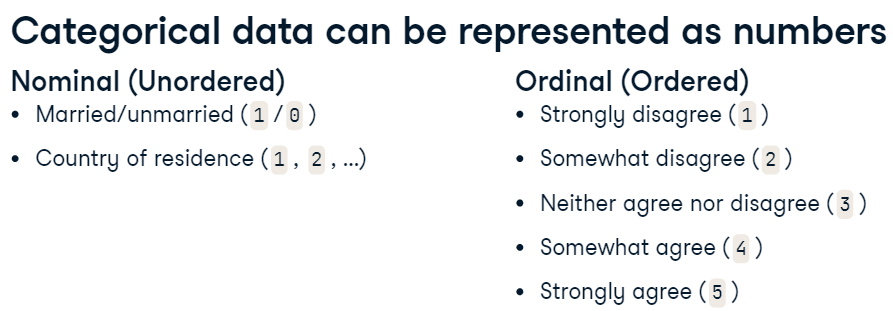 Categorical data can be represented as numbers
Nominal (Unordered)
• Married/unmarried ( 1 / 0 )
• Country of residence ( 1 , 2 , ...)
Ordinal (Ordered)
• Strongly disagree ( 1 )
• Somewhat disagree ( 2 )
• Neither agree nor disagree ( 3 )
• Somewhat agree ( 4 )
• Strongly agree ( 5 )